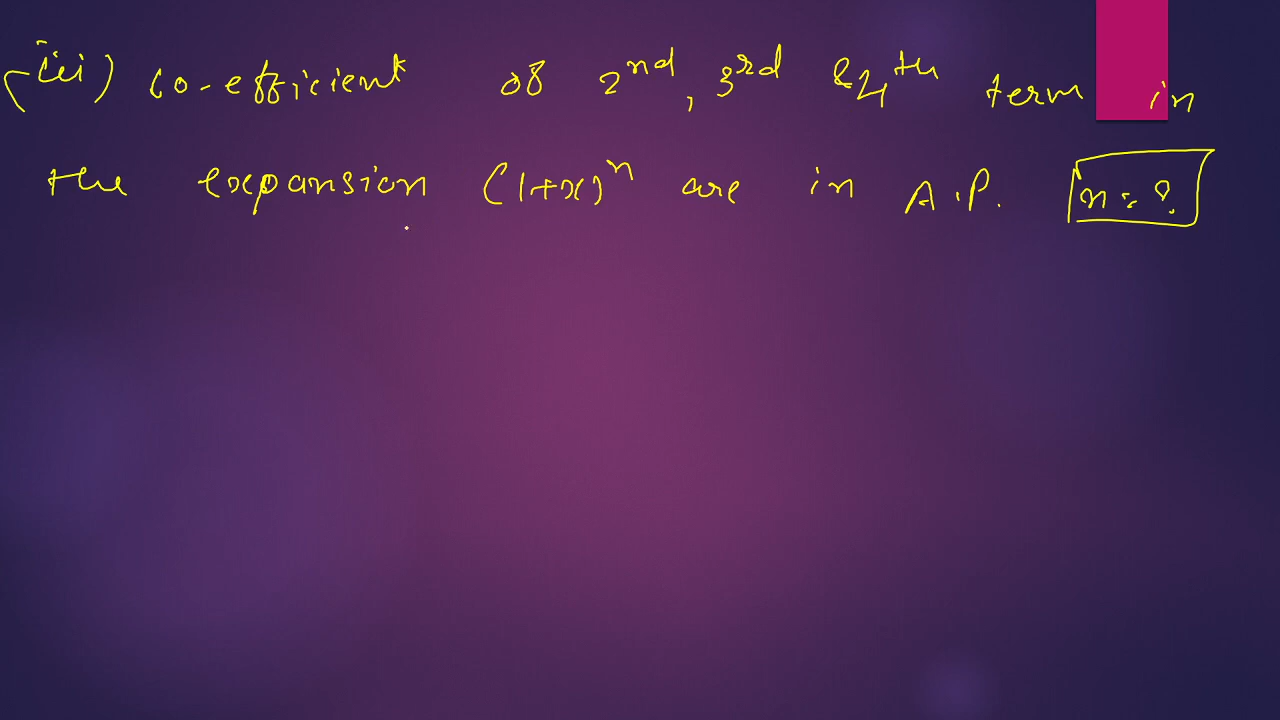 (iii) co-efficient of 2nd, 3rd & 4th term in
the expansion (1+x)^n are in A.P. n = ?